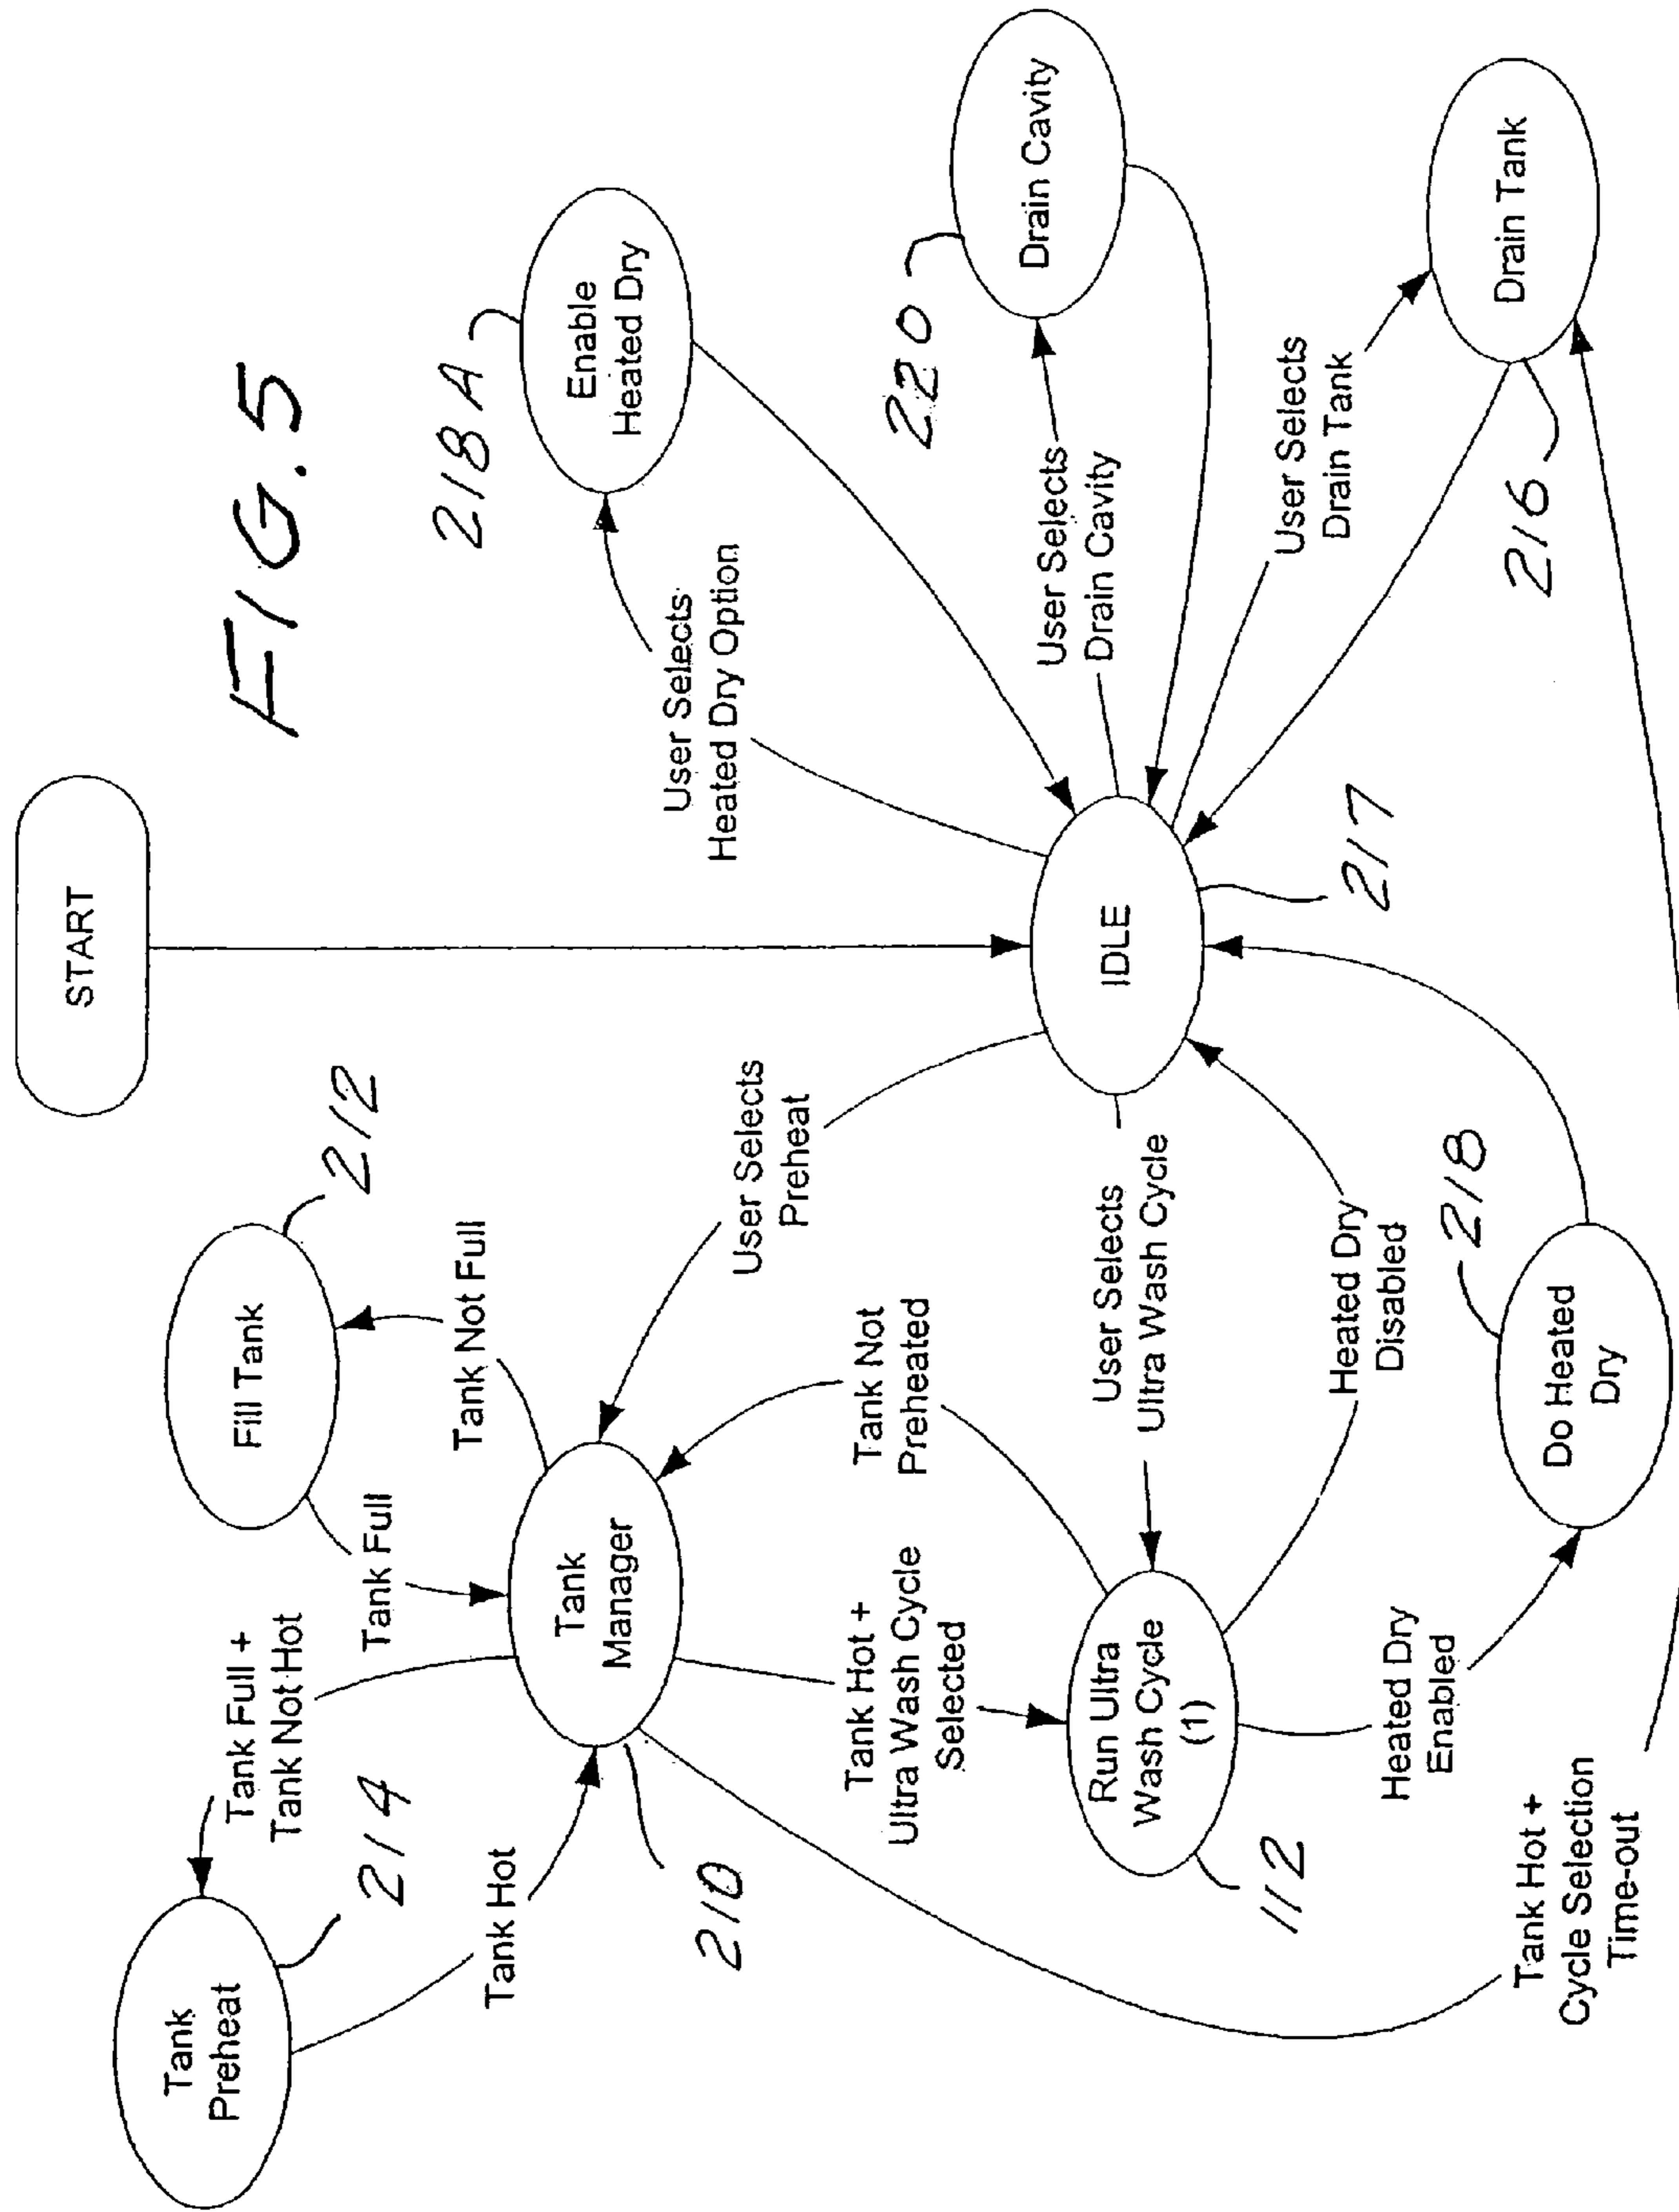 FIG. 5
START
Tank
Preheat
214
Tank Full +
Tank Not Hot
Tank Hot
Fill Tank
212
Tank Full
Tank Not Full
Tank
Manager
210
User Selects
Preheat
User Selects
Heated Dry Option
Enable
Heated Dry
218A
Tank Hot +
Ultra Wash Cycle
Selected
Tank Not
Preheated
User Selects
Ultra Wash Cycle
IDLE
217
User Selects
Drain Cavity
Drain Cavity
220
Run Ultra
Wash Cycle
(1)
112
Heated Dry
Disabled
Heated Dry
Enabled
Do Heated
Dry
218
User Selects
Drain Tank
Drain Tank
216
Tank Hot +
Cycle Selection
Time-out